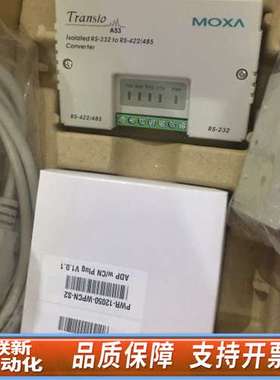 Transio
A53
MOXA
Isolated RS-232 to RS-422/485
Converter
RS-422/485
RS-232
PWR-12050-WPCN-S2
ADP w/CN Plug V1.0.1
联新
自动化
品质保障
支持开票